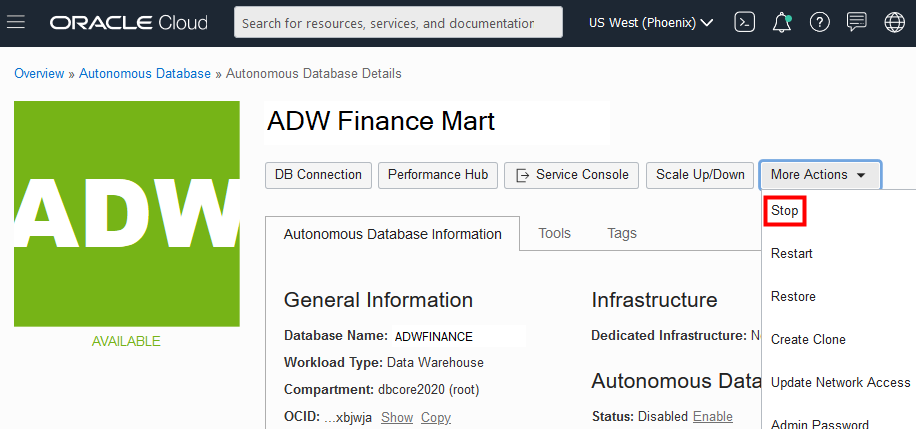 ORACLE Cloud
Search for resources, services, and documentation
US West (Phoenix)
Overview » Autonomous Database » Autonomous Database Details
ADW
AVAILABLE
ADW Finance Mart
DB Connection
Performance Hub
Service Console
Scale Up/Down
More Actions
Stop
Restart
Restore
Create Clone
Update Network Access
Admin Password
Autonomous Database Information
Tools
Tags
General Information
Database Name: ADWFINANCE
Workload Type: Data Warehouse
Compartment: dbcore2020 (root)
OCID: ...xbjwja Show Copy
Infrastructure
Dedicated Infrastructure:
Autonomous Data
Status: Disabled Enable